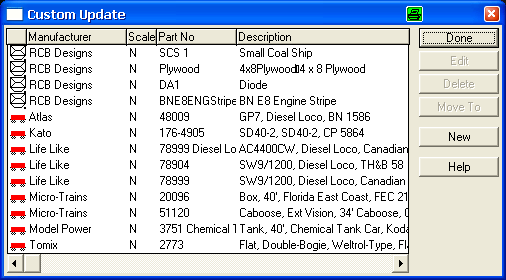 Custom Update
Manufacturer Scale Part No Description
RCB Designs N SCS 1 Small Coal Ship
RCB Designs N Plywood 4x8Plywood 4 x 8 Plywood
RCB Designs N DA1 Diode
RCB Designs N BNE8ENGStripe BN E8 Engine Stripe
Atlas N 48009 GP7, Diesel Loco, BN 1586
Kato N 176-4905 SD40-2, SD40-2, CP 5864
Life Like N 78999 Diesel Lo AC4400CW, Diesel Loco, Canadian
Life Like N 78904 SW9/1200, Diesel Loco, TH&B 58
Life Like N 78999 SW9/1200, Diesel Loco, Canadian
Micro-Trains N 20096 Box, 40', Florida East Coast, FEC 21
Micro-Trains N 51120 Caboose, Ext Vision, 34' Caboose, C
Model Power N 3751 Chemical T Tank, 40', Chemical Tank Car, Koda
Tomix N 2773 Flat, Double-Bogie, Weltrol-Type, Fl
Done
Edit
Delete
Move To
New
Help